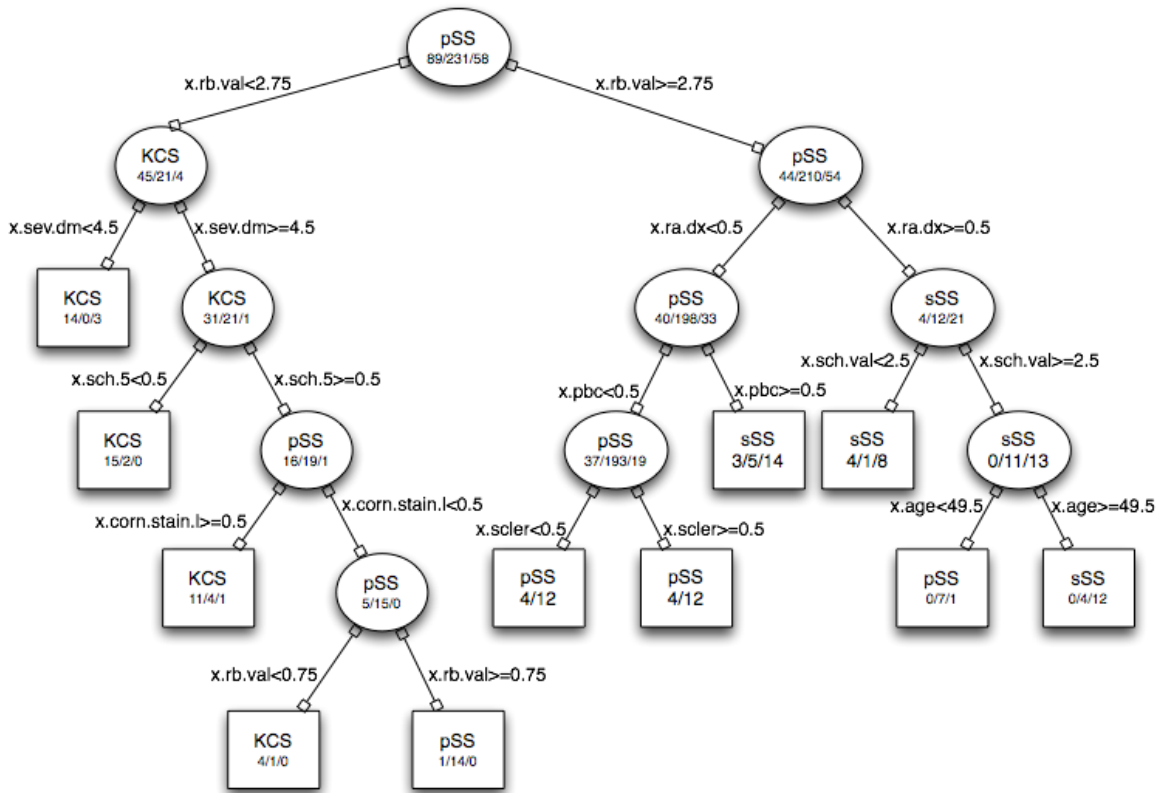 pSS
89/231/58
x.rb.val<2.75
x.rb.val>=2.75
KCS
45/21/4
pSS
44/210/54
x.sev.dm<4.5
x.sev.dm>=4.5
x.ra.dx<0.5
x.ra.dx>=0.5
KCS
14/0/3
KCS
31/21/1
pSS
40/198/33
sSS
4/12/21
x.sch.5<0.5
x.sch.5>=0.5
x.pbc<0.5
x.pbc>=0.5
x.sch.val<2.5
x.sch.val>=2.5
KCS
15/2/0
pSS
16/19/1
pSS
37/193/19
sSS
3/5/14
sSS
4/1/8
sSS
0/11/13
x.corn.stain.l>=0.5
x.corn.stain.l<0.5
x.scler<0.5
x.scler>=0.5
x.age<49.5
x.age>=49.5
KCS
11/4/1
pSS
5/15/0
pSS
4/12
pSS
4/12
pSS
0/7/1
sSS
0/4/12
x.rb.val<0.75
x.rb.val>=0.75
KCS
4/1/0
pSS
1/14/0